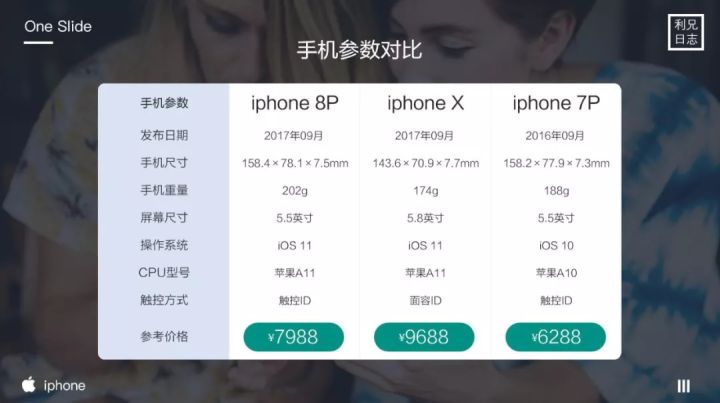 One Slide
利兄
日志
手机参数对比
手机参数 iphone 8P iphone X iphone 7P
发布日期 2017年09月 2017年09月 2016年09月
手机尺寸 158.4×78.1×7.5mm 143.6×70.9×7.7mm 158.2×77.9×7.3mm
手机重量 202g 174g 188g
屏幕尺寸 5.5英寸 5.8英寸 5.5英寸
操作系统 iOS 11 iOS 11 iOS 10
CPU型号 苹果A11 苹果A11 苹果A10
触控方式 触控ID 面容ID 触控ID
参考价格 ¥7988 ¥9688 ¥6288
iphone